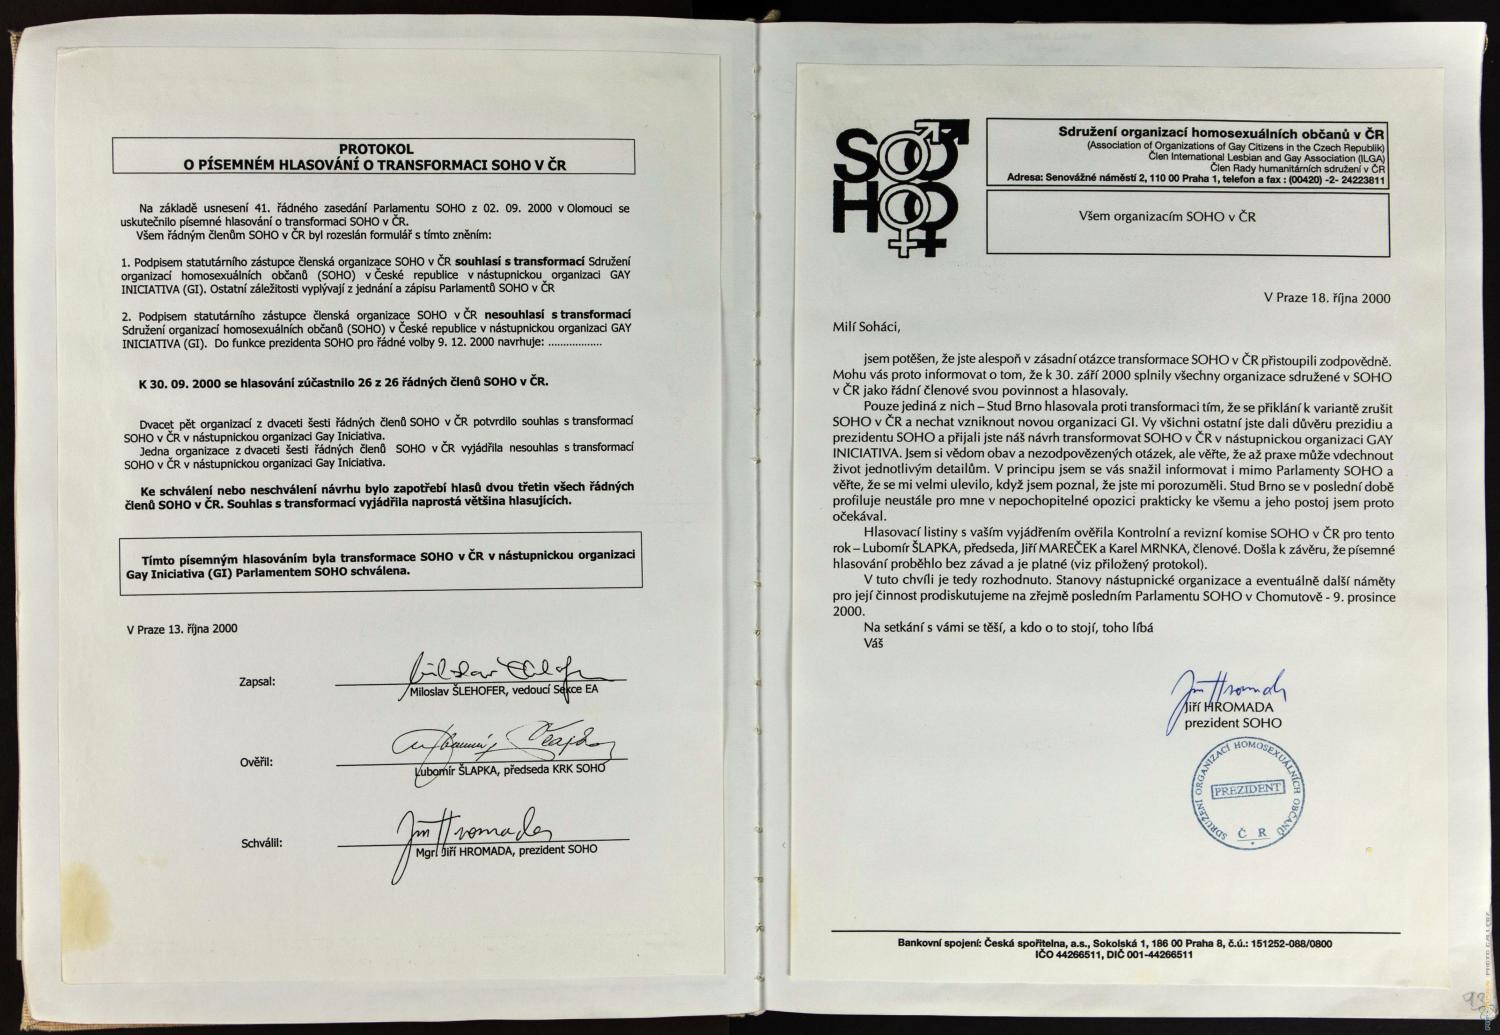 PROTOKOL
O PÍSEMNÉM HLASOVÁNÍ O TRANSFORMACI SOHO V ČR
Na základě usnesení 41. řádného zasedání Parlamentu SOHO z 02. 09. 2000 v Olomouci se
uskutečnilo písemné hlasování o transformaci SOHO v ČR.
Všem řádným členům SOHO v ČR byl rozeslán formulář s tímto zněním:
1. Podpisem statutárního zástupce členská organizace SOHO v ČR souhlasí s transformací Sdružení
organizací homosexuálních občanů (SOHO) v České republice v nástupnickou organizaci GAY
INICIATIVA (GI). Ostatní záležitosti vyplývají z jednání a zápisu Parlamentů SOHO v ČR
2. Podpisem statutárního zástupce členská organizace SOHO v ČR nesouhlasí s transformací
Sdružení organizací homosexuálních občanů (SOHO) v České republice v nástupnickou organizaci GAY
INICIATIVA (GI). Do funkce prezidenta SOHO pro řádné volby 9. 12. 2000 navrhuje: ..................
K 30. 09. 2000 se hlasování zúčastnilo 26 z 26 řádných členů SOHO v ČR.
Dvacet pět organizací z dvaceti šesti řádných členů SOHO v ČR potvrdilo souhlas s transformací
SOHO v ČR v nástupnickou organizaci Gay Iniciativa.
Jedna organizace z dvaceti šesti řádných členů SOHO v ČR vyjádřila nesouhlas s transformací
SOHO v ČR v nástupnickou organizaci Gay Iniciativa.
Ke schválení nebo neschválení návrhu bylo zapotřebí hlasů dvou třetin všech řádných
členů SOHO v ČR. Souhlas s transformací vyjádřila naprostá většina hlasujících.
Tímto písemným hlasováním byla transformace SOHO v ČR v nástupnickou organizaci
Gay Iniciativa (GI) Parlamentem SOHO schválena.
V Praze 13. října 2000
Zapsal:
Miloslav ŠLEHOFER, vedoucí Sekce EA
Ověřil:
Lubomír ŠLAPKA, předseda KRK SOHO
Schválil:
Jiří Hromada
Mgr. Jiří HROMADA, prezident SOHO
SOHO
Sdružení organizací homosexuálních občanů v ČR
(Association of Organizations of Gay Citizens in the Czech Republik)
Člen International Lesbian and Gay Association (ILGA)
Člen Rady humanitárních sdružení v ČR
Adresa: Senovážné náměstí 2, 110 00 Praha 1, telefon a fax : (00420) -2- 24223811
Všem organizacím SOHO v ČR
V Praze 18. října 2000
Milí Soháci,
jsem potěšen, že jste alespoň v zásadní otázce transformace SOHO v ČR přistoupili zodpovědně.
Mohu vás proto informovat o tom, že k 30. září 2000 splnily všechny organizace sdružené v SOHO
v ČR jako řádní členové svou povinnost a hlasovaly.
Pouze jediná z nich – Stud Brno hlasovala proti transformaci tím, že se přiklání k variantě zrušit
SOHO v ČR a nechat vzniknout novou organizaci GI. Vy všichni ostatní jste dali důvěru prezidiu a
prezidentu SOHO a přijali jste náš návrh transformovat SOHO v ČR v nástupnickou organizaci GAY
INICIATIVA. Jsem si vědom obav a nezodpovězených otázek, ale věřte, že až praxe může vdechnout
život jednotlivým detailům. V principu jsem se vás snažil informovat i mimo Parlamenty SOHO a
věřte, že se mi velmi ulevilo, když jsem poznal, že jste mi porozuměli. Stud Brno se v poslední době
profiluje neustále pro mne v nepochopitelné opozici prakticky ke všemu a jeho postoj jsem proto
očekával.
Hlasovací listiny s vaším vyjádřením ověřila Kontrolní a revizní komise SOHO v ČR pro tento
rok – Lubomír ŠLAPKA, předseda, Jiří MAREČEK a Karel MRNKA, členové. Došla k závěru, že písemné
hlasování proběhlo bez závad a je platné (viz přiložený protokol).
V tuto chvíli je tedy rozhodnuto. Stanovy nástupnické organizace a eventuálně další náměty
pro její činnost prodiskutujeme na zřejmě posledním Parlamentu SOHO v Chomutově - 9. prosince
2000.
Na setkání s vámi se těší, a kdo o to stojí, toho líbá
Váš
Jiří Hromada
Jiří HROMADA
prezident SOHO
SDRUŽENÍ ORGANIZACÍ HOMOSEXUÁLNÍCH OBČANŮ
PREZIDENT
Č R
Bankovní spojení: Česká spořitelna, a.s., Sokolská 1, 186 00 Praha 8, č.ú.: 151252-088/0800
IČO 44266511, DIČ 001-44266511